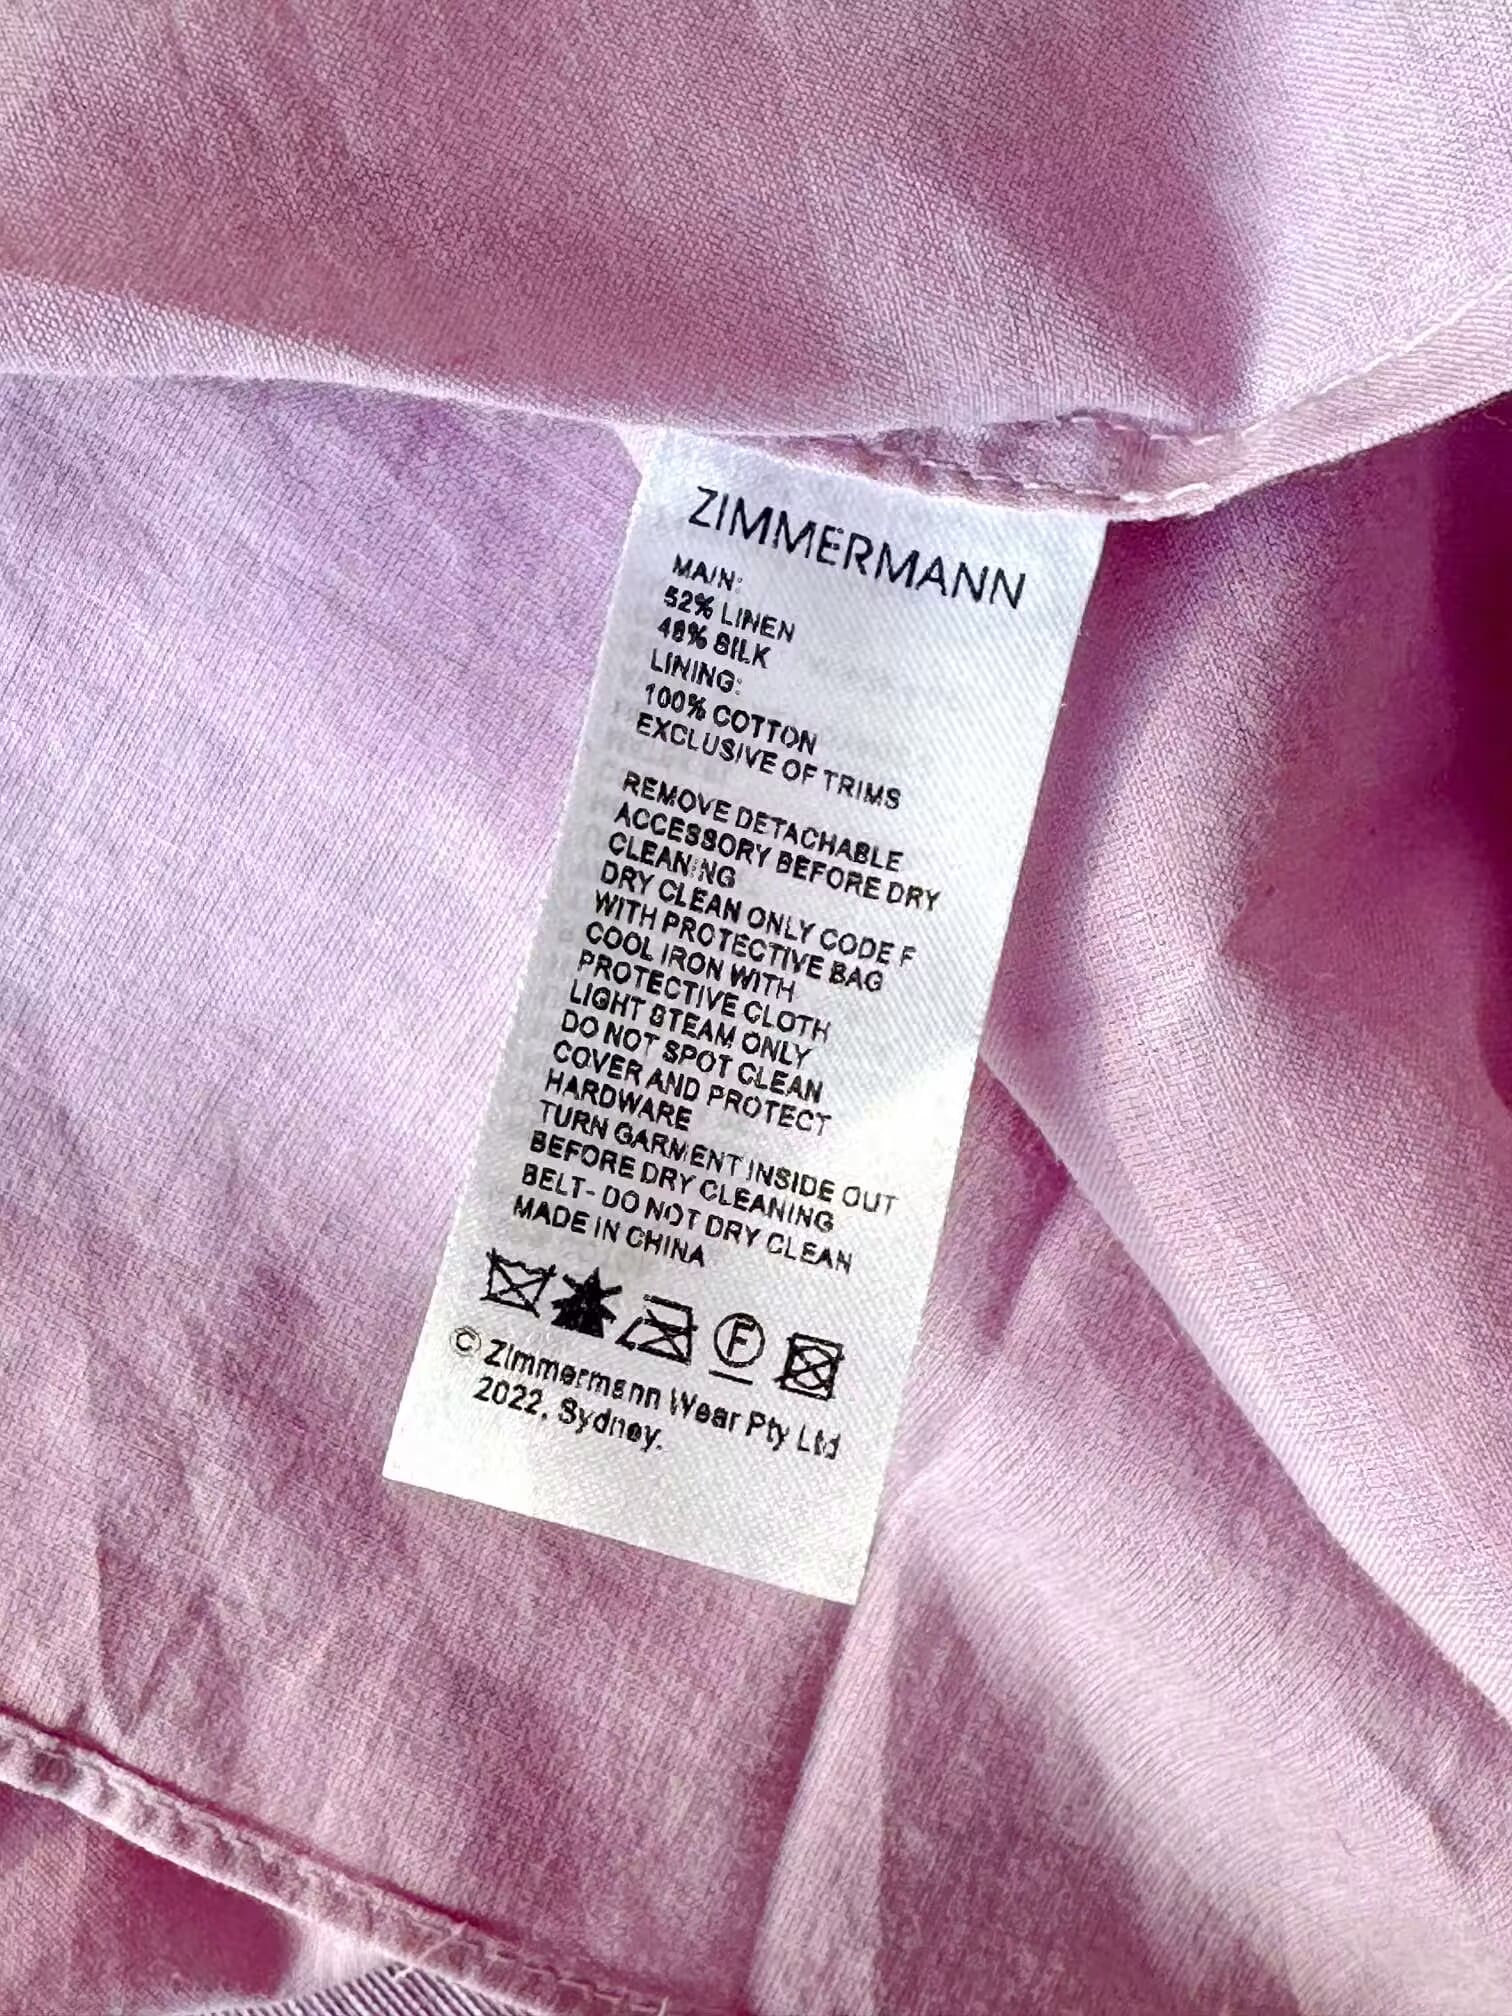 ZIMMERMANN
MAIN:
52% LINEN
48% SILK
LINING:
100% COTTON
EXCLUSIVE OF TRIMS
REMOVE DETACHABLE
ACCESSORY BEFORE DRY
CLEANING
DRY CLEAN ONLY CODE F
WITH PROTECTIVE BAG
COOL IRON WITH
PROTECTIVE CLOTH
LIGHT STEAM ONLY
DO NOT SPOT CLEAN
COVER AND PROTECT
HARDWARE
TURN GARMENT INSIDE OUT
BEFORE DRY CLEANING
BELT- DO NOT DRY CLEAN
MADE IN CHINA
F
© Zimmermann Wear Pty Ltd
2022, Sydney.